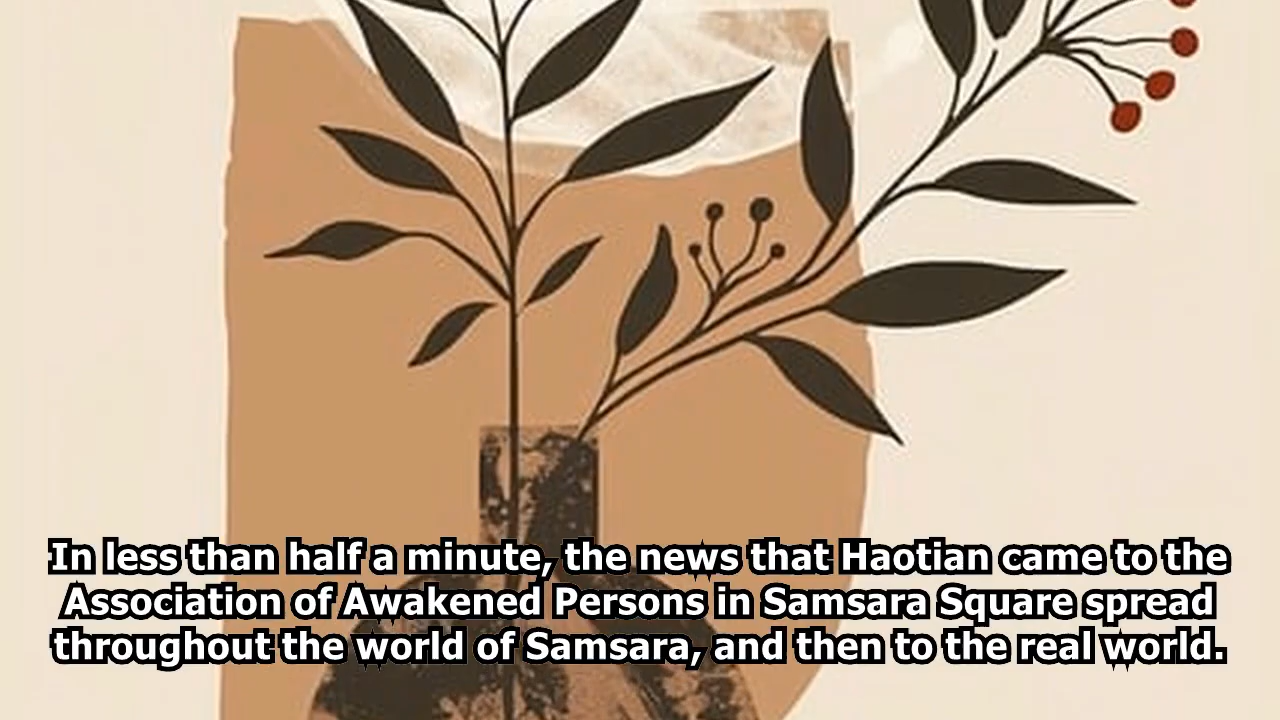 In less than half a minute, the news that Haotian came to the
Association of Awakened Persons in Samsara Square spread
throughout the world of Samsara, and then to the real world.